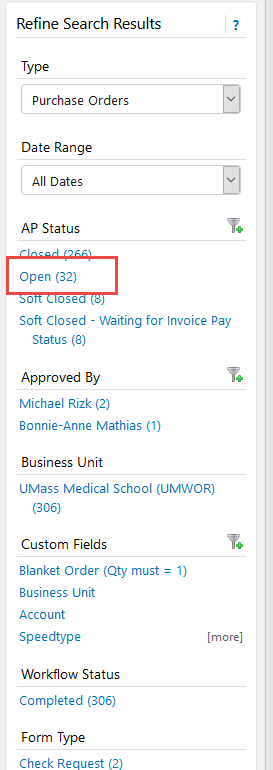 Refine Search Results ?
Type
Purchase Orders
Date Range
All Dates
AP Status
Closed (266)
Open (32)
Soft Closed (8)
Soft Closed - Waiting for Invoice Pay
Status (8)
Approved By
Michael Rizk (2)
Bonnie-Anne Mathias (1)
Business Unit
UMass Medical School (UMWOR)
(306)
Custom Fields
Blanket Order (Qty must = 1)
Business Unit
Account
Speedtype [more]
Workflow Status
Completed (306)
Form Type
Check Request (2)